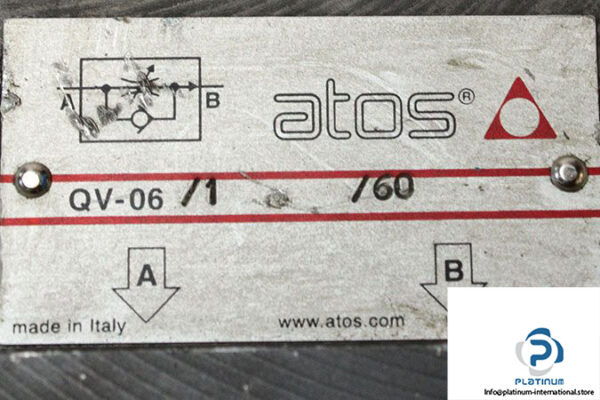 A B
atos®
QV-06 /1 /60
A B
made in Italy www.atos.com
P
PLATINUM
Info@platinum-international.store